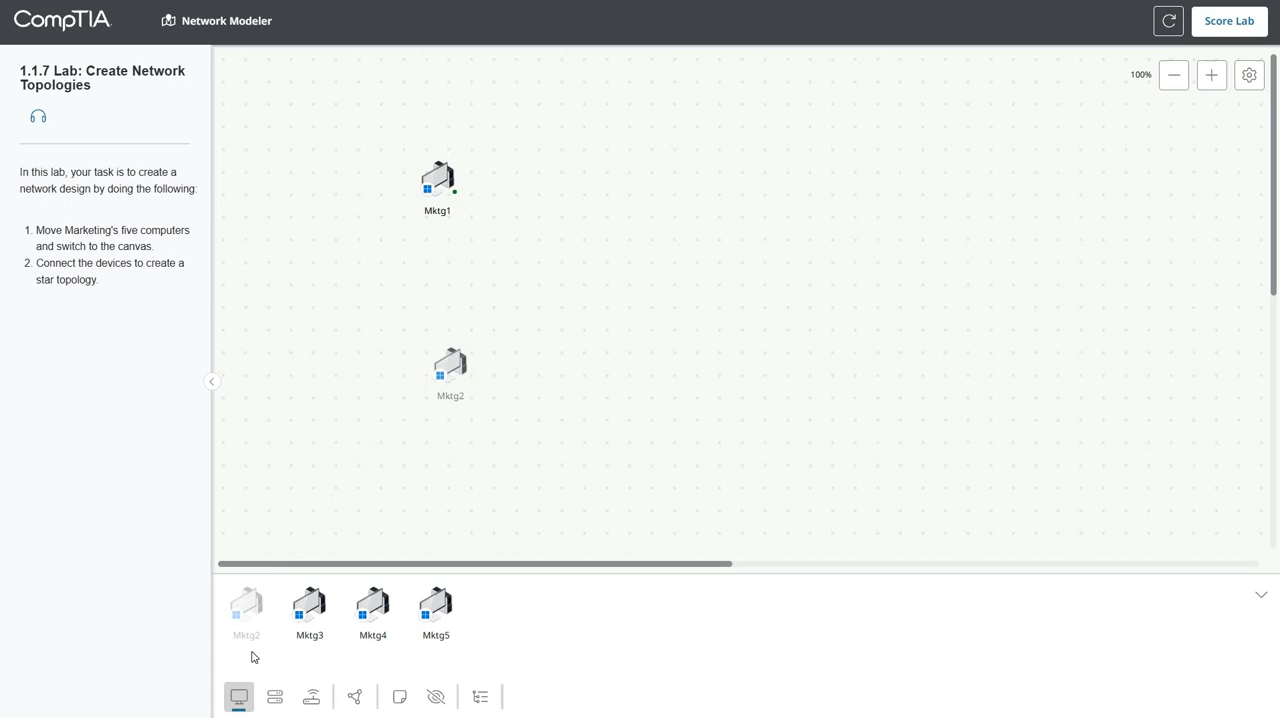 CompTIA.
Network Modeler
Score Lab
1.1.7 Lab: Create Network
Topologies
In this lab, your task is to create a
network design by doing the following:
1. Move Marketing's five computers
and switch to the canvas.
2. Connect the devices to create a
star topology.
100%
Mktg1
Mktg2
Mktg2
Mktg3
Mktg4
Mktg5